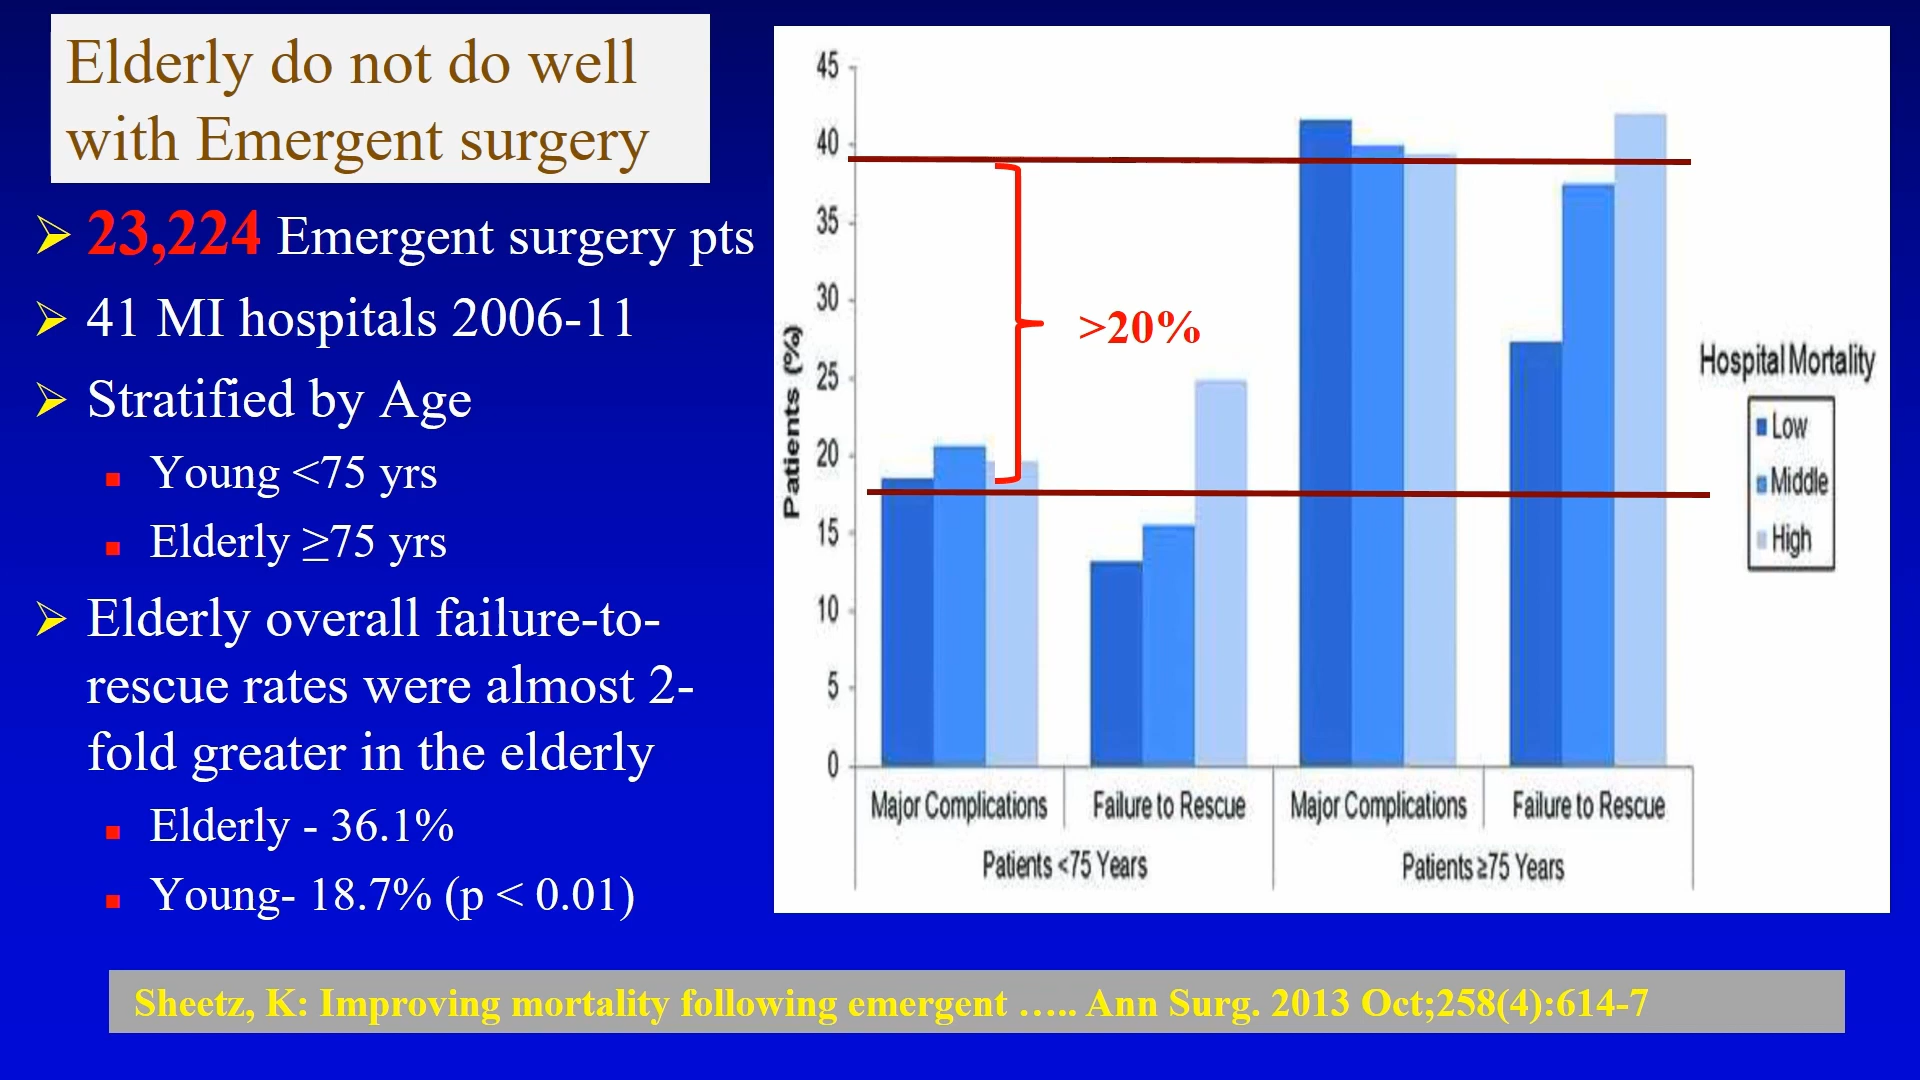 Elderly do not do well
with Emergent surgery
23,224 Emergent surgery pts
41 MI hospitals 2006-11
Stratified by Age
Young <75 yrs
Elderly ≥75 yrs
Elderly overall failure-to-
rescue rates were almost 2-
fold greater in the elderly
Elderly - 36.1%
Young- 18.7% (p < 0.01)
45
40
35
30
25
20
15
10
5
0
Patients (%)
>20%
Hospital Mortality
Low
Middle
High
Major Complications
Failure to Rescue
Major Complications
Failure to Rescue
Patients <75 Years
Patients ≥75 Years
Sheetz, K: Improving mortality following emergent ….. Ann Surg. 2013 Oct;258(4):614-7